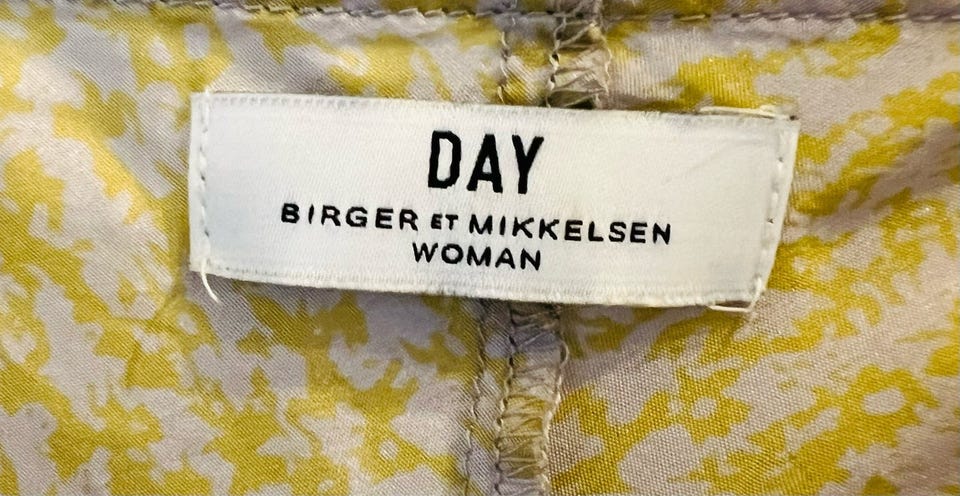 DAY
BIRGER ET MIKKELSEN
WOMAN